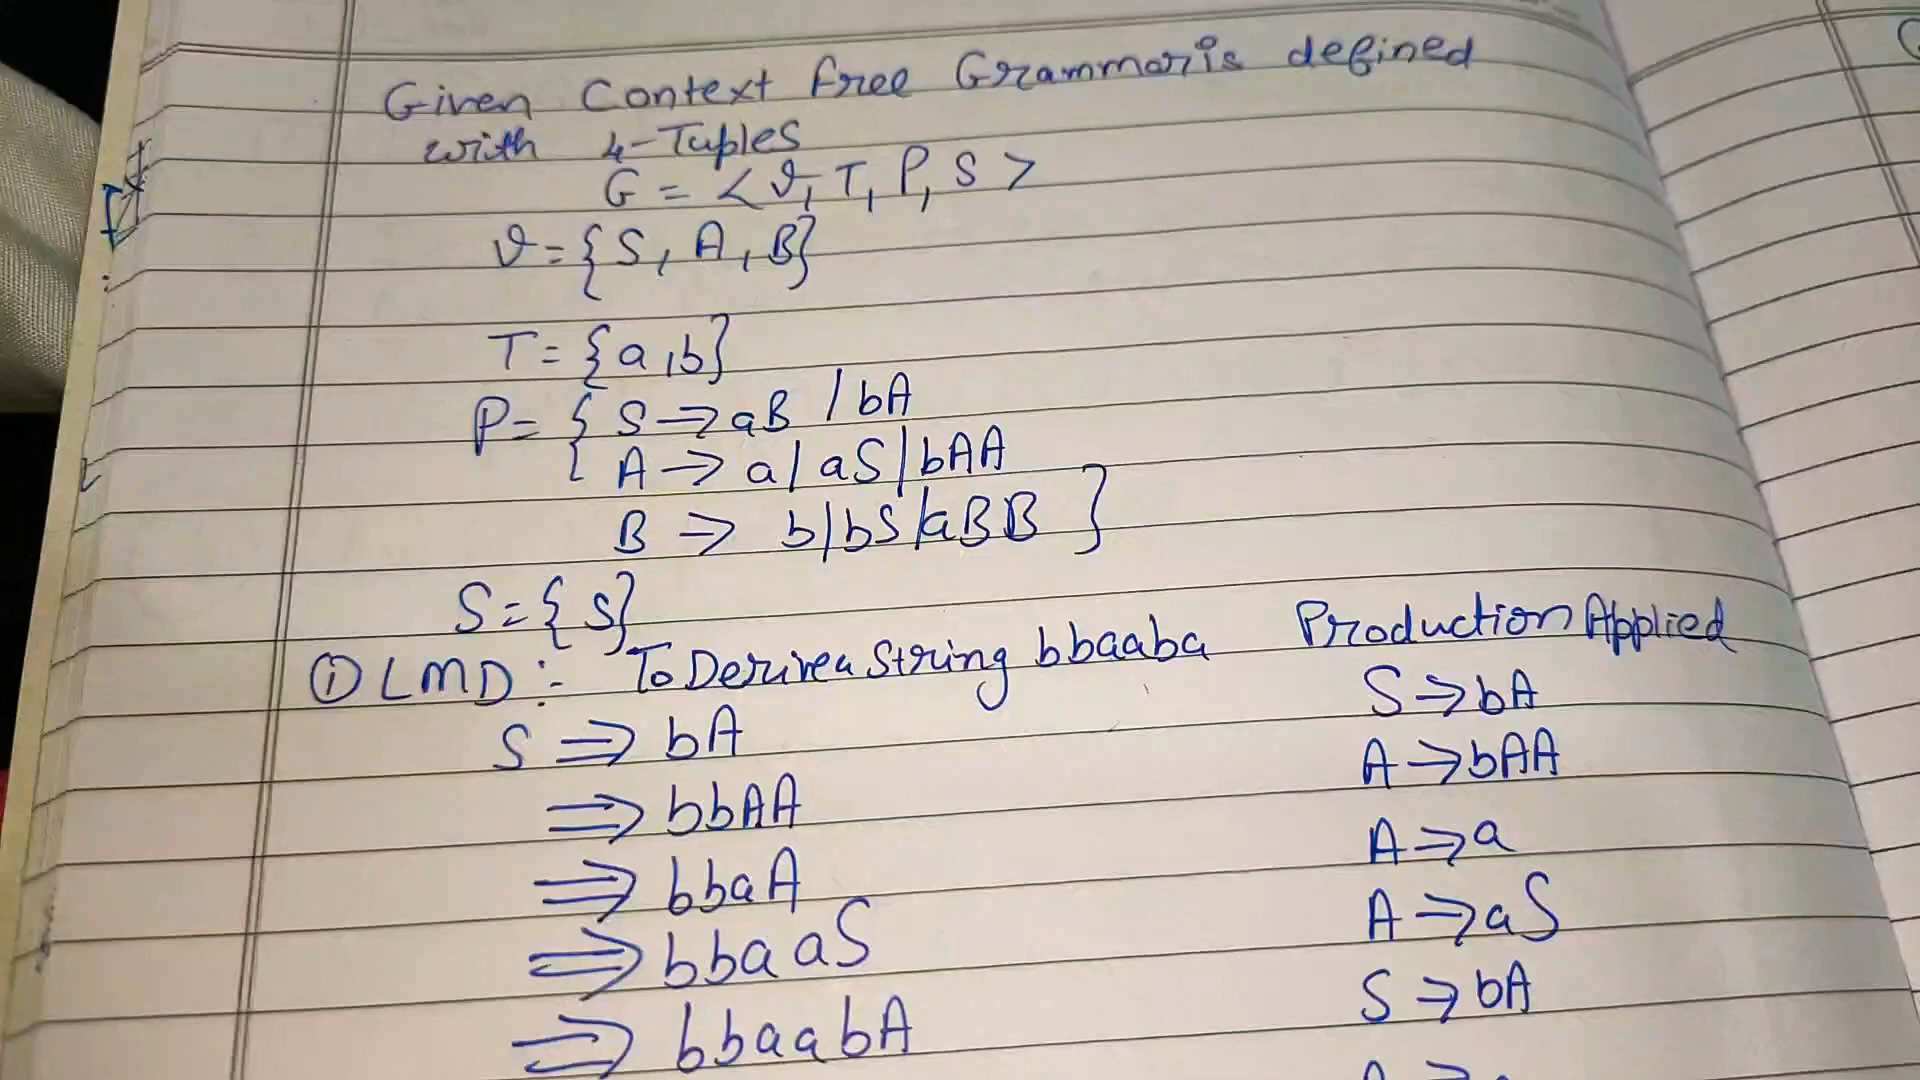 Given Context free Grammar is defined
with 4-Tuples
G = < V, T, P, S >
V = {S, A, B}
T = {a, b}
P = { S → aB / bA
A → a | aS | bAA
B → b | bS | aBB }
S = { S }
① LMD :- To Derive a string bbaaba Production Applied
S ⇒ bA S → bA
⇒ bbAA A → bAA
⇒ bbaA A → a
⇒ bbaaS A → aS
⇒ bbaabA S → bA